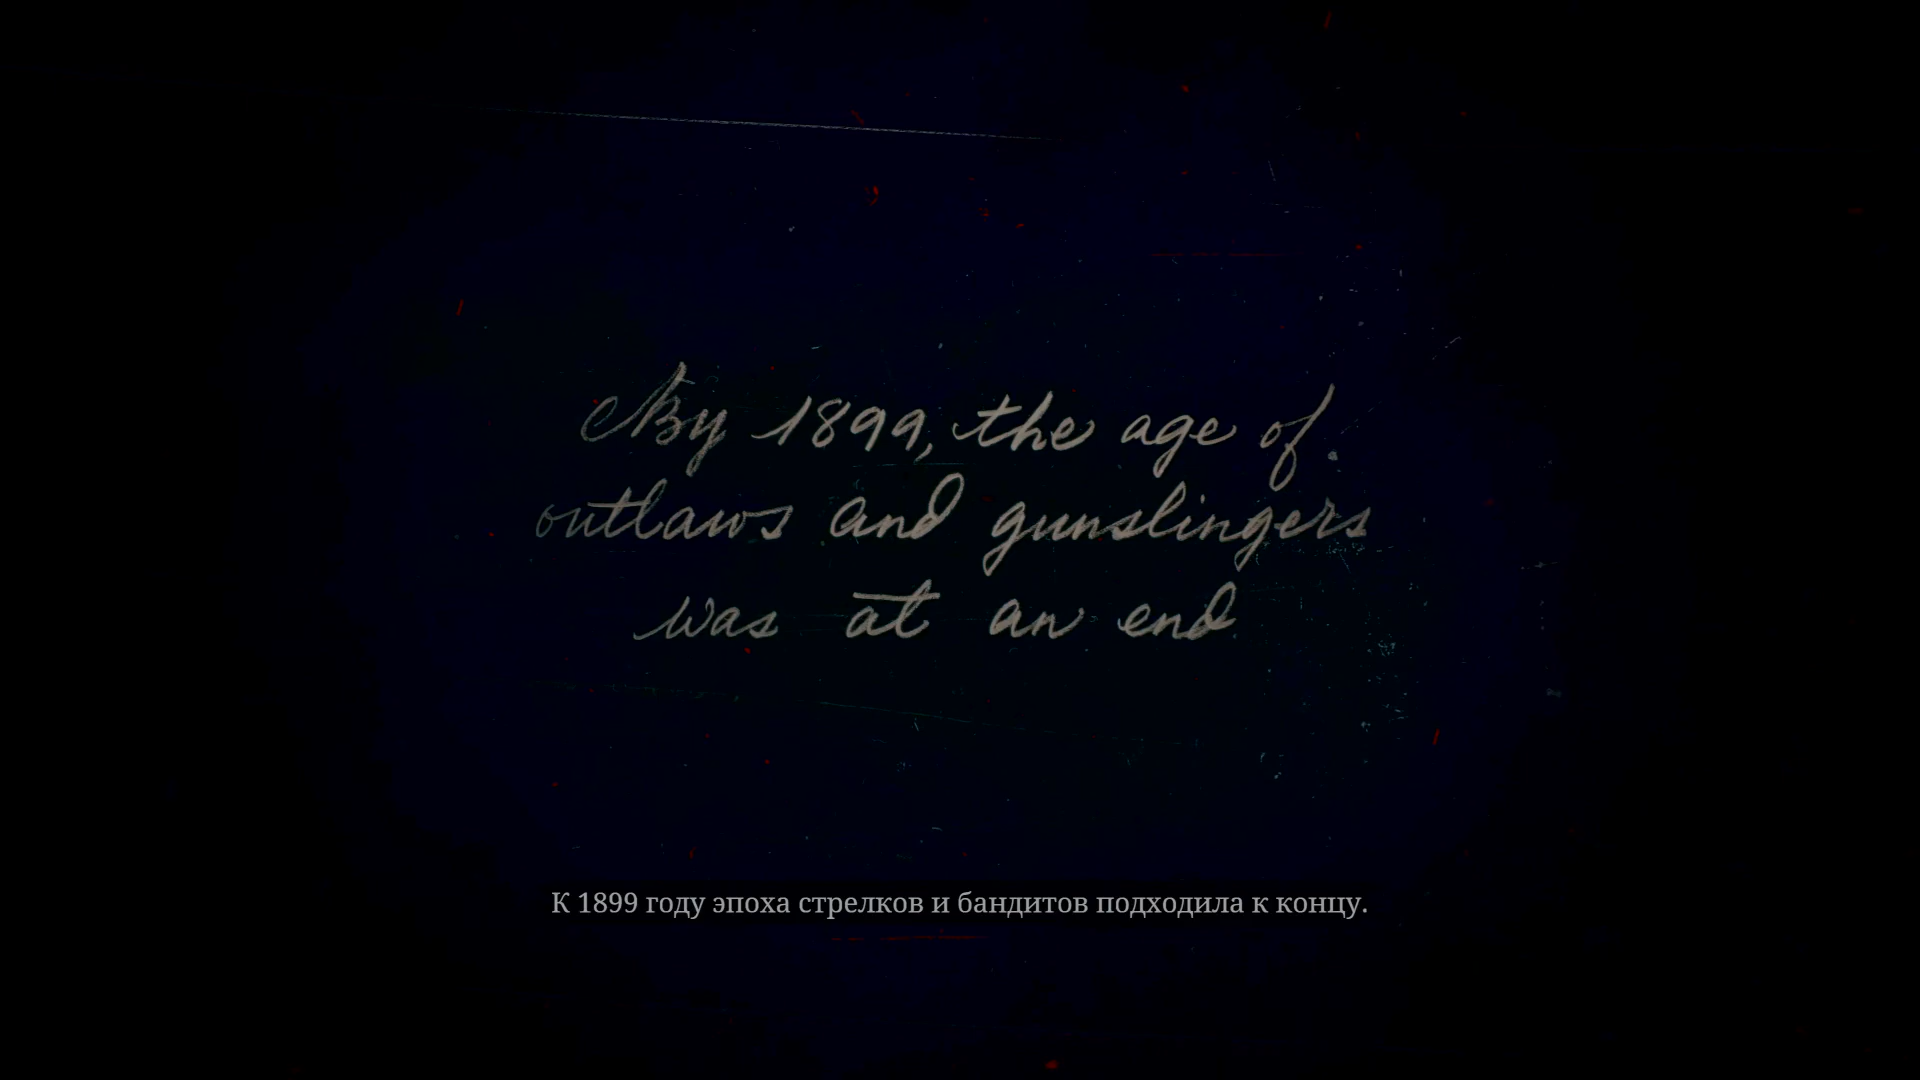 By 1899, the age of
outlaws and gunslingers
was at an end
К 1899 году эпоха стрелков и бандитов подходила к концу.